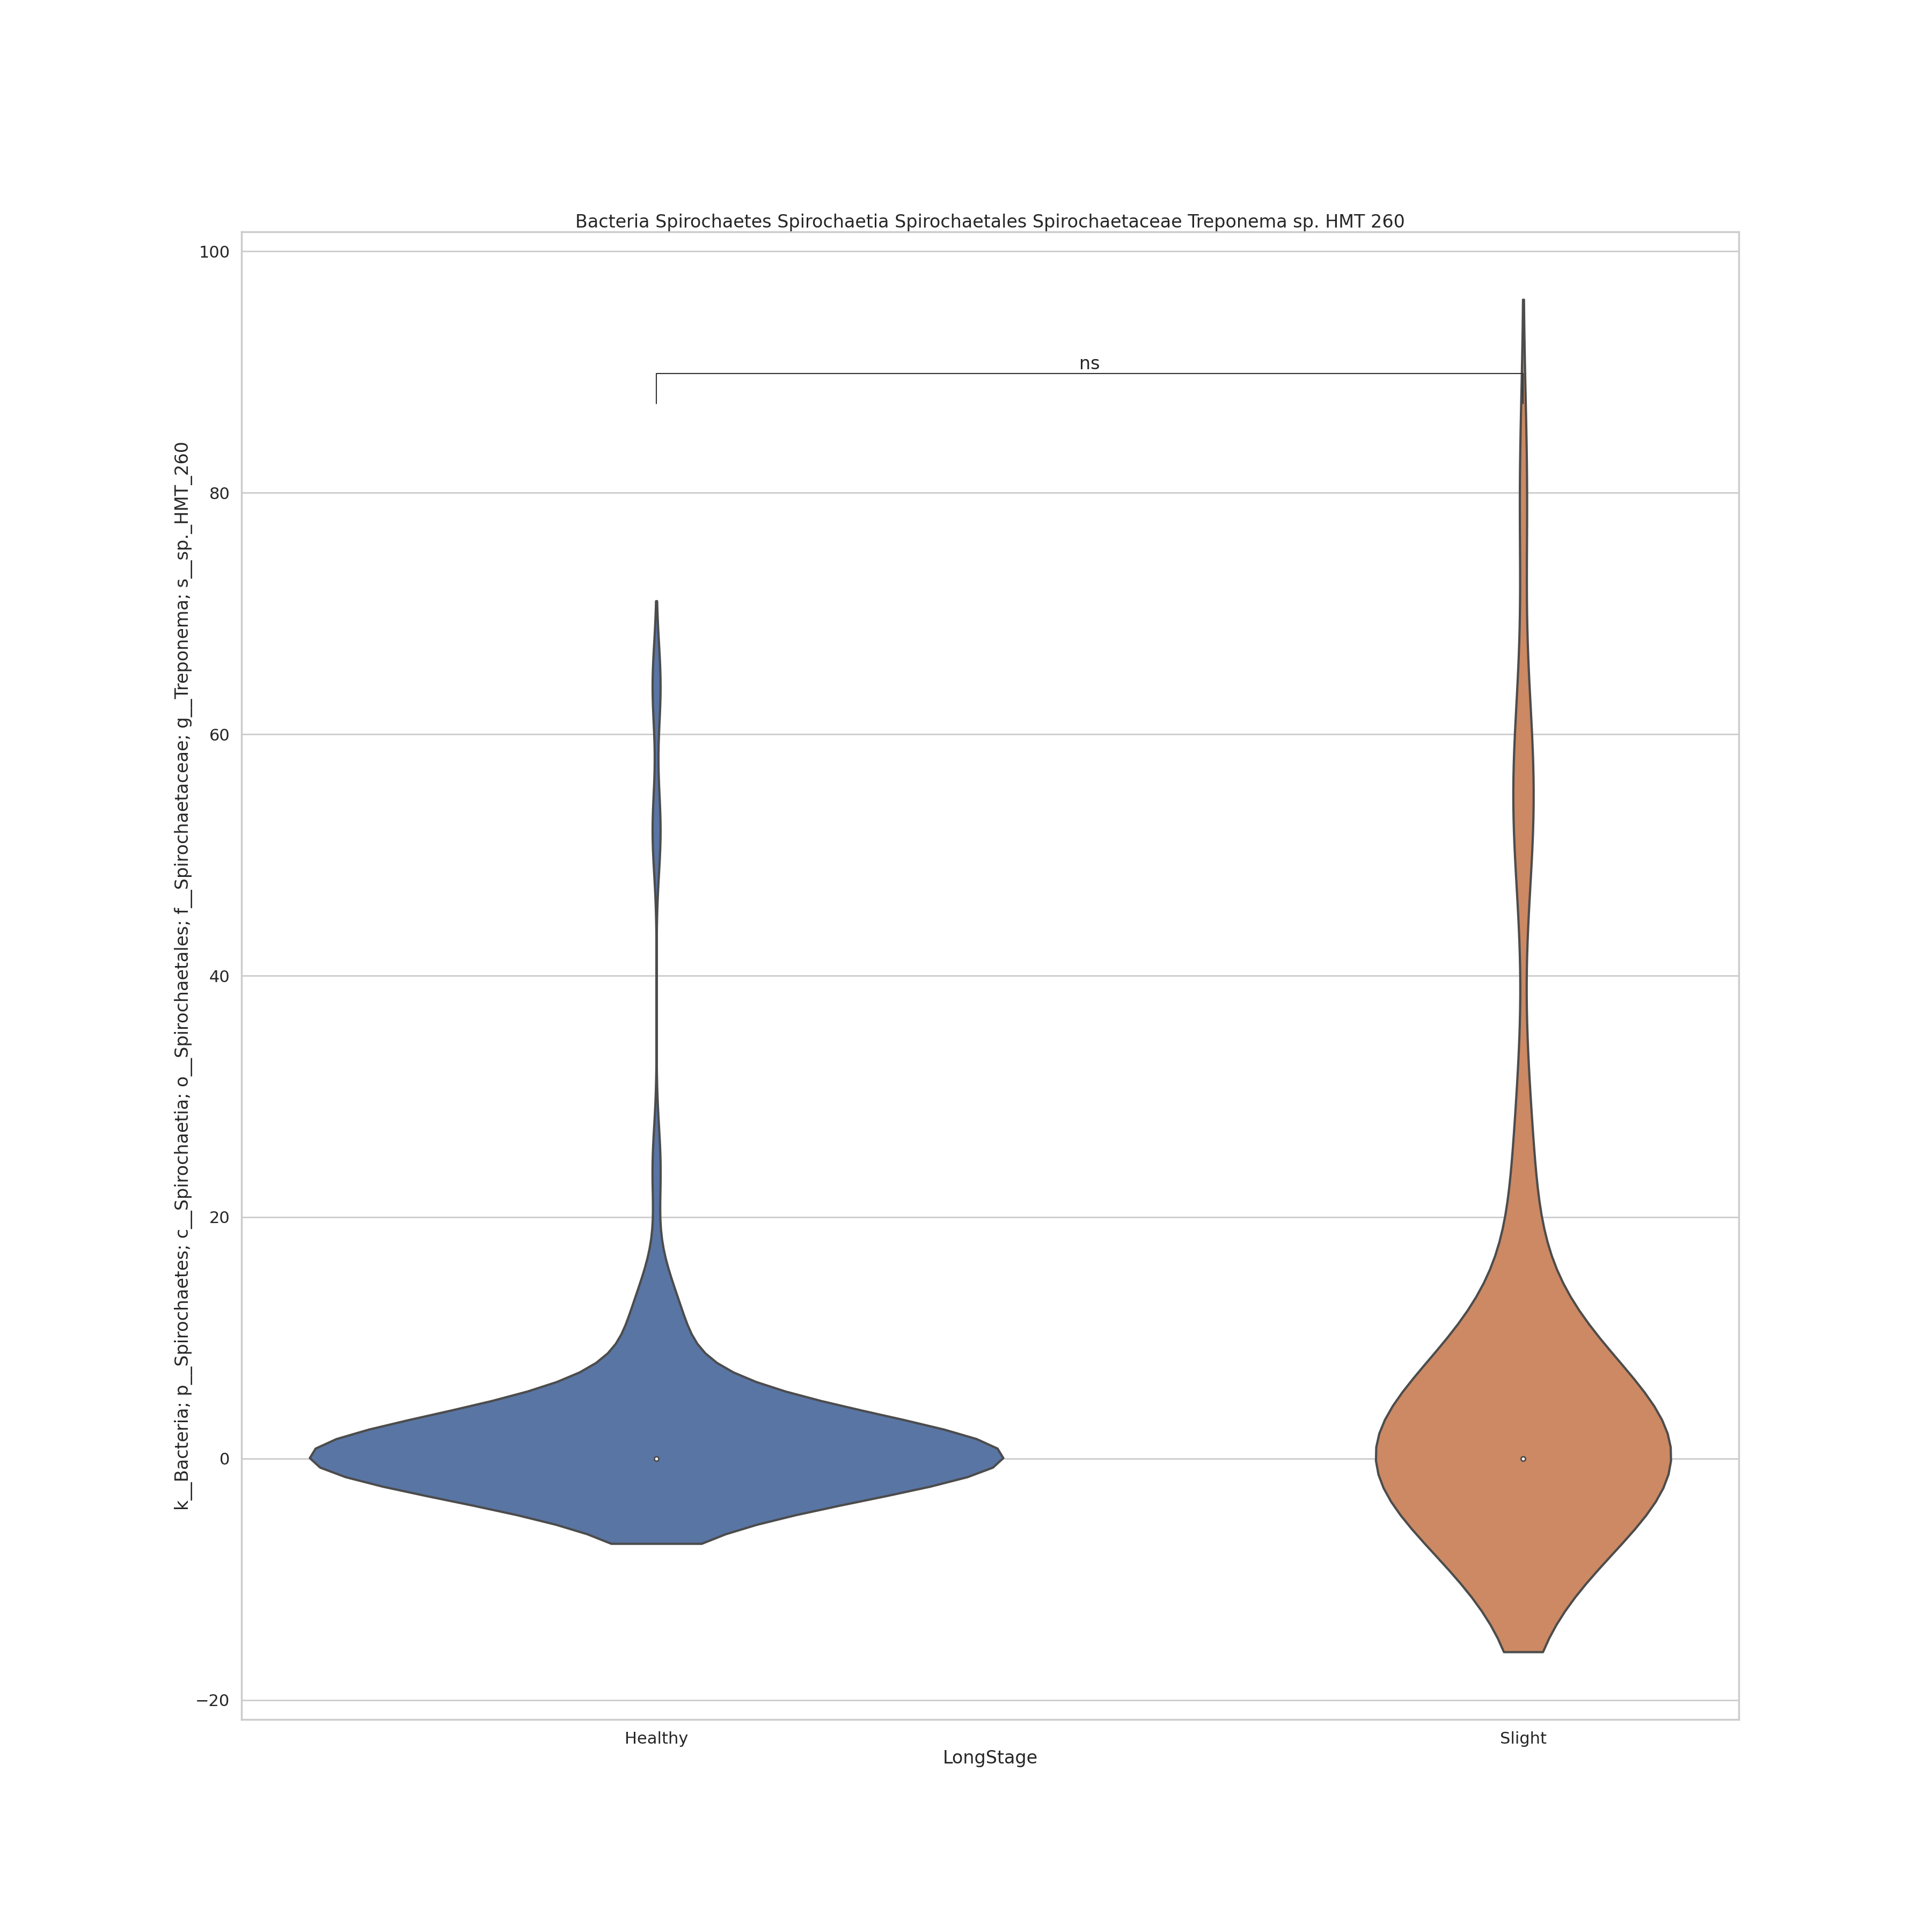 Bacteria Spirochaetes Spirochaetia Spirochaetales Spirochaetaceae Treponema sp. HMT 260
k__Bacteria; p__Spirochaetes; c__Spirochaetia; o__Spirochaetales; f__Spirochaetaceae; g__Treponema; s__sp._HMT_260
100
80
60
40
20
0
−20
ns
Healthy
Slight
LongStage